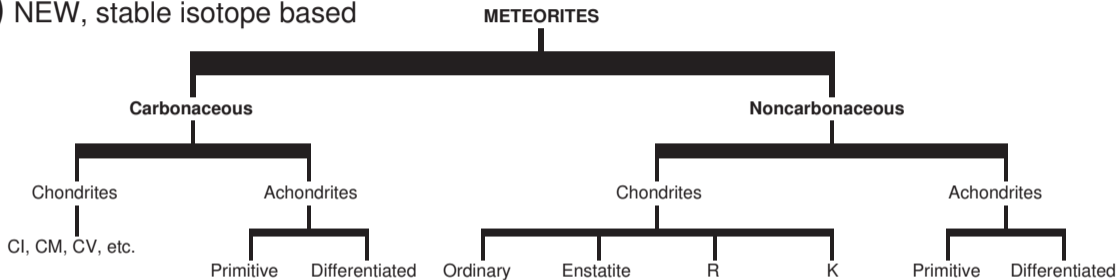 ) NEW, stable isotope based
METEORITES
Carbonaceous
Noncarbonaceous
Chondrites
Achondrites
Chondrites
Achondrites
CI, CM, CV, etc.
Primitive
Differentiated
Ordinary
Enstatite
R
K
Primitive
Differentiated